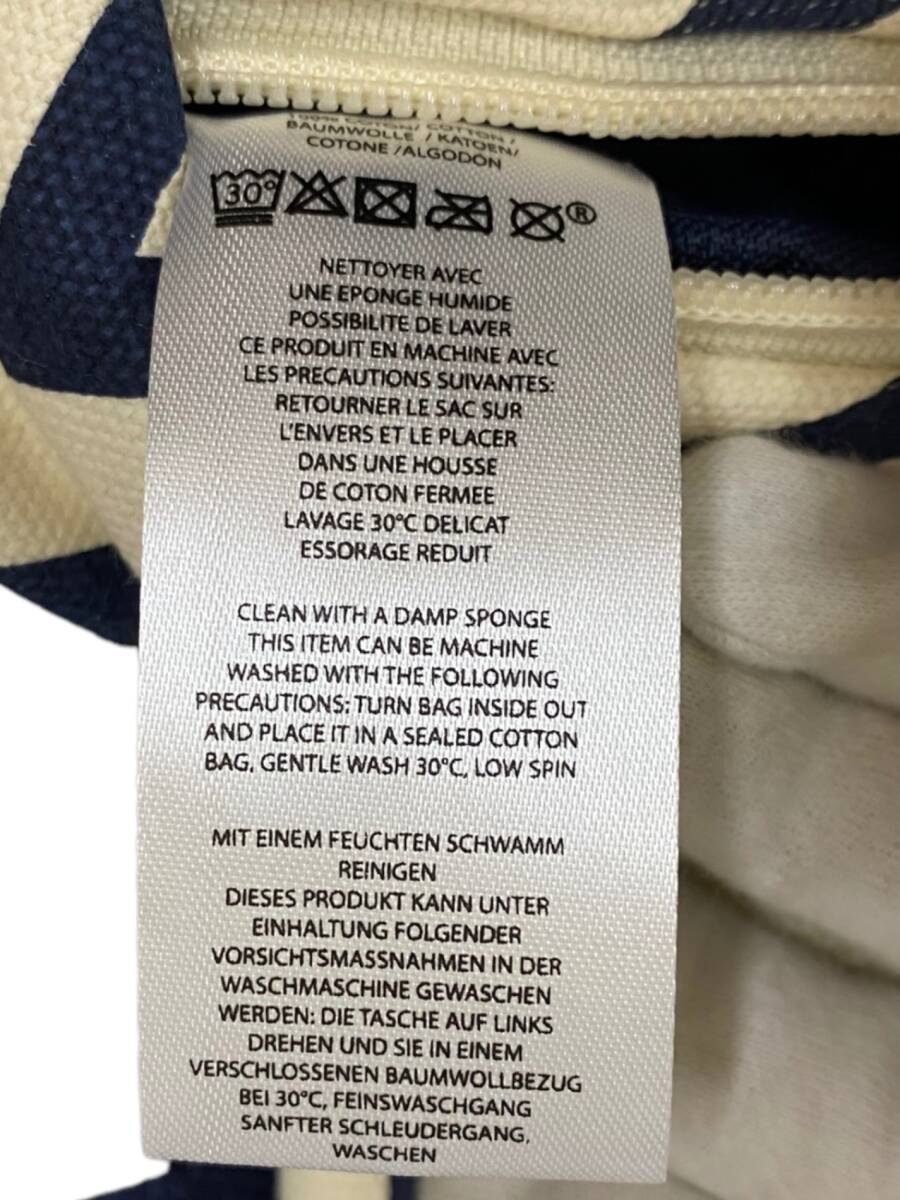 100% COTON/ COTTON/
BAUMWOLLE / KATOEN/
COTONE /ALGODON
30°
®
NETTOYER AVEC
UNE EPONGE HUMIDE
POSSIBILITE DE LAVER
CE PRODUIT EN MACHINE AVEC
LES PRECAUTIONS SUIVANTES:
RETOURNER LE SAC SUR
L'ENVERS ET LE PLACER
DANS UNE HOUSSE
DE COTON FERMEE
LAVAGE 30°C DELICAT
ESSORAGE REDUIT
CLEAN WITH A DAMP SPONGE
THIS ITEM CAN BE MACHINE
WASHED WITH THE FOLLOWING
PRECAUTIONS: TURN BAG INSIDE OUT
AND PLACE IT IN A SEALED COTTON
BAG, GENTLE WASH 30°C, LOW SPIN
MIT EINEM FEUCHTEN SCHWAMM
REINIGEN
DIESES PRODUKT KANN UNTER
EINHALTUNG FOLGENDER
VORSICHTSMASSNAHMEN IN DER
WASCHMASCHINE GEWASCHEN
WERDEN: DIE TASCHE AUF LINKS
DREHEN UND SIE IN EINEM
VERSCHLOSSENEN BAUMWOLLBEZUG
BEI 30°C, FEINSWASCHGANG
SANFTER SCHLEUDERGANG,
WASCHEN